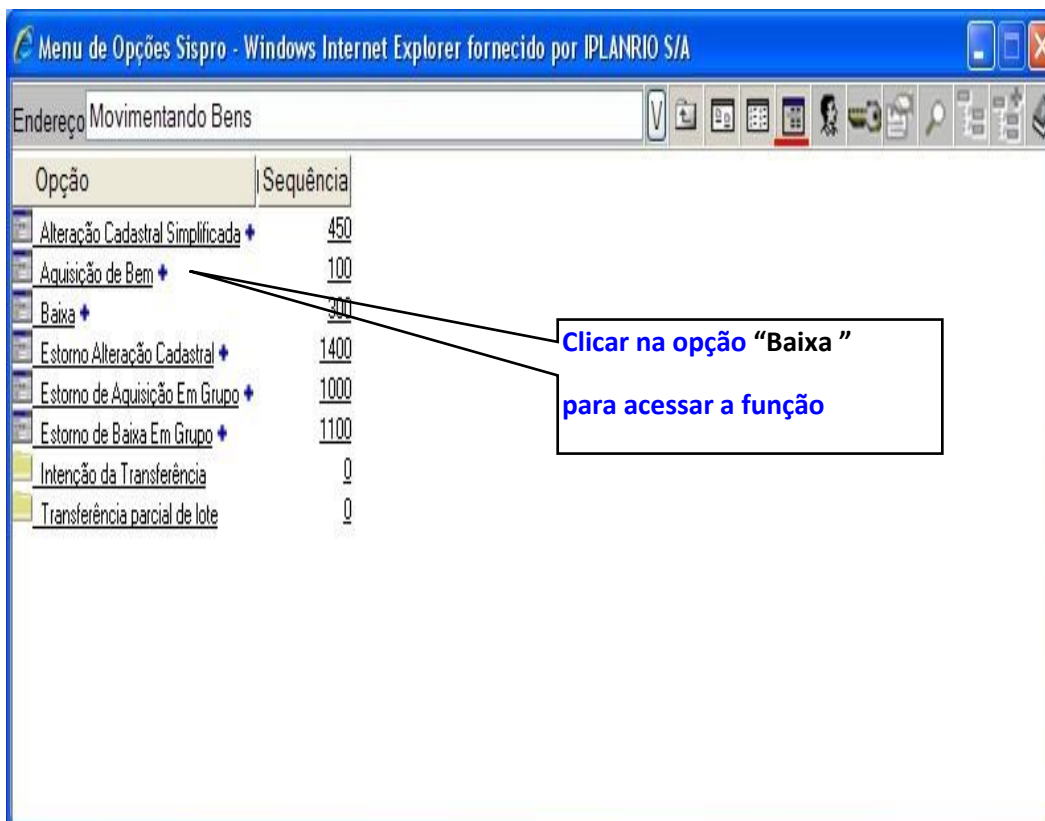 Menu de Opções Sispro - Windows Internet Explorer fornecido por IPLANRIO S/A
Endereço Movimentando Bens V
Opção Sequência
Alteração Cadastral Simplificada + 450
Aquisição de Bem + 100
Baixa + 300
Estorno Alteração Cadastral + 1400
Estorno de Aquisição Em Grupo + 1000
Estorno de Baixa Em Grupo + 1100
Intenção da Transferência 0
Transferência parcial de lote 0
Clicar na opção “Baixa ”
para acessar a função